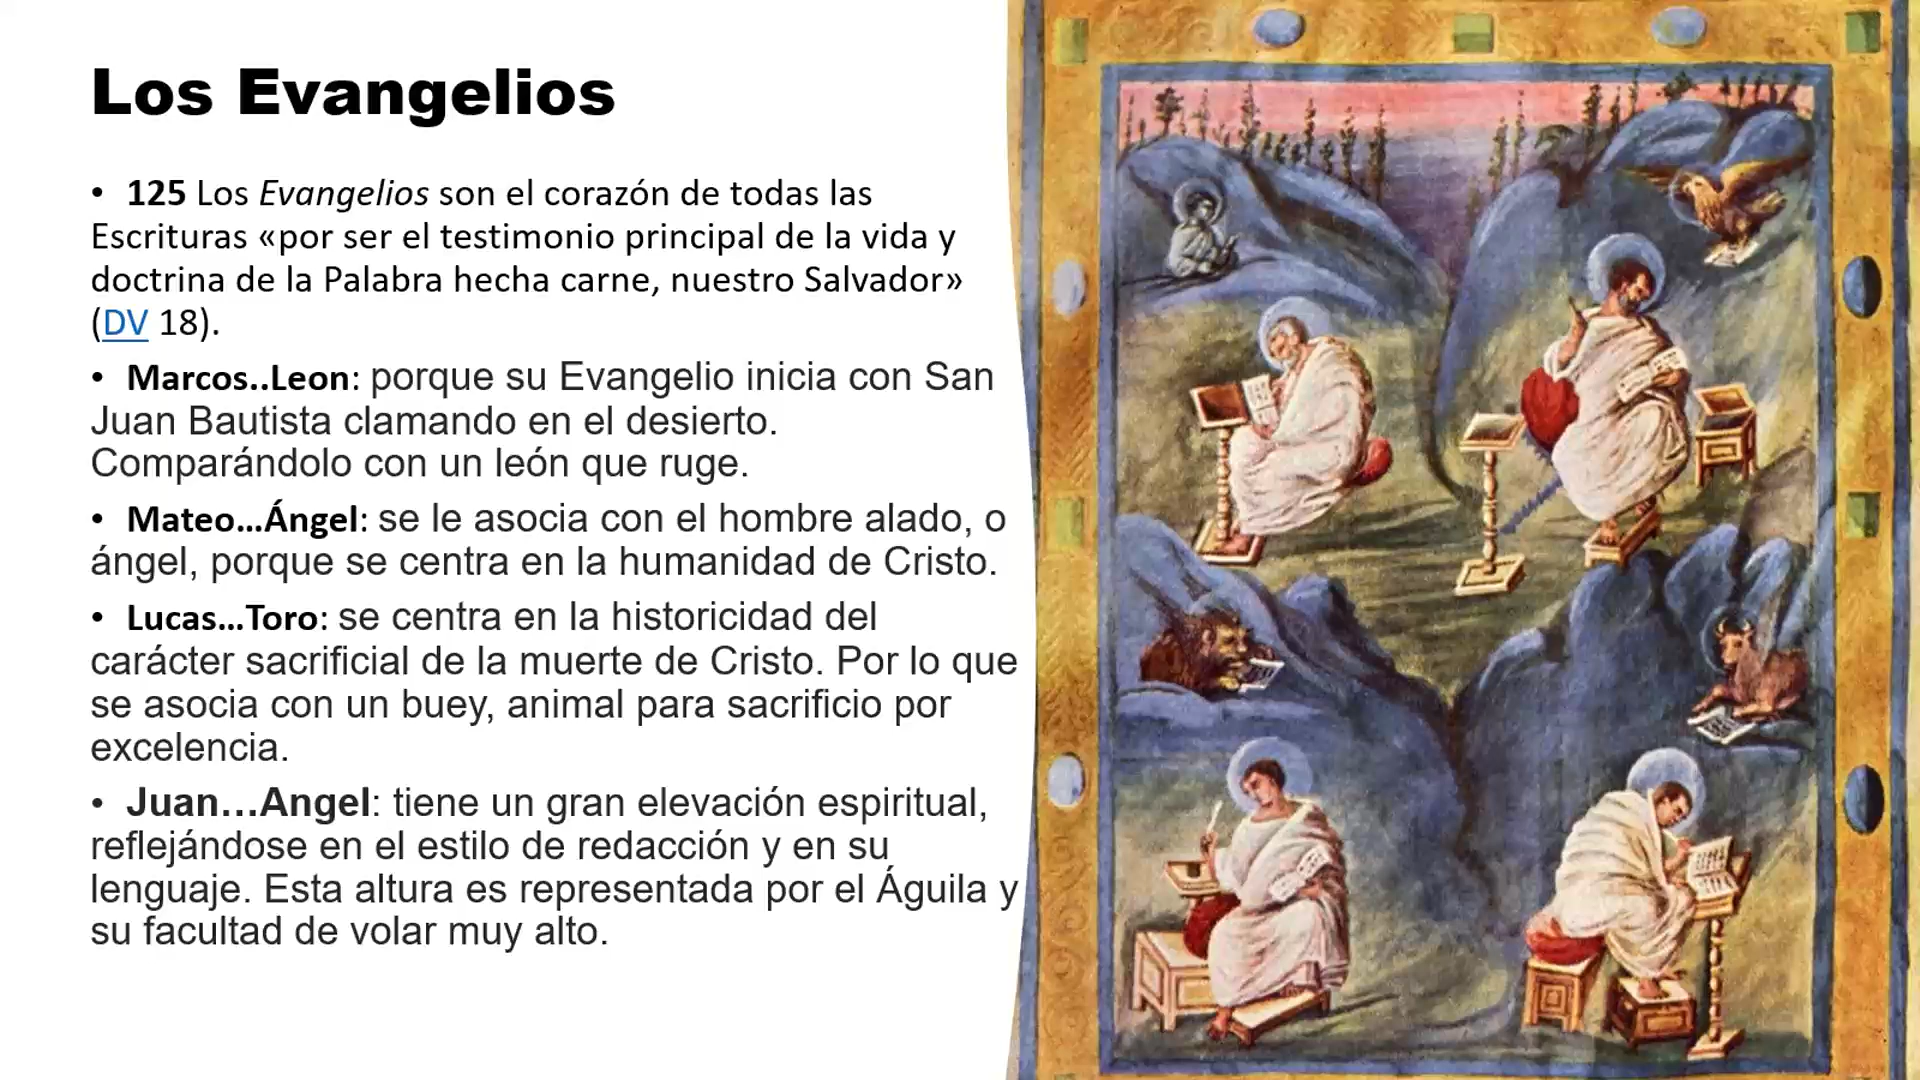 Los Evangelios
• 125 Los Evangelios son el corazón de todas las
Escrituras «por ser el testimonio principal de la vida y
doctrina de la Palabra hecha carne, nuestro Salvador»
(DV 18).
• Marcos..Leon: porque su Evangelio inicia con San
Juan Bautista clamando en el desierto.
Comparándolo con un león que ruge.
• Mateo...Ángel: se le asocia con el hombre alado, o
ángel, porque se centra en la humanidad de Cristo.
• Lucas...Toro: se centra en la historicidad del
carácter sacrificial de la muerte de Cristo. Por lo que
se asocia con un buey, animal para sacrificio por
excelencia.
• Juan...Angel: tiene un gran elevación espiritual,
reflejándose en el estilo de redacción y en su
lenguaje. Esta altura es representada por el Águila y
su facultad de volar muy alto.